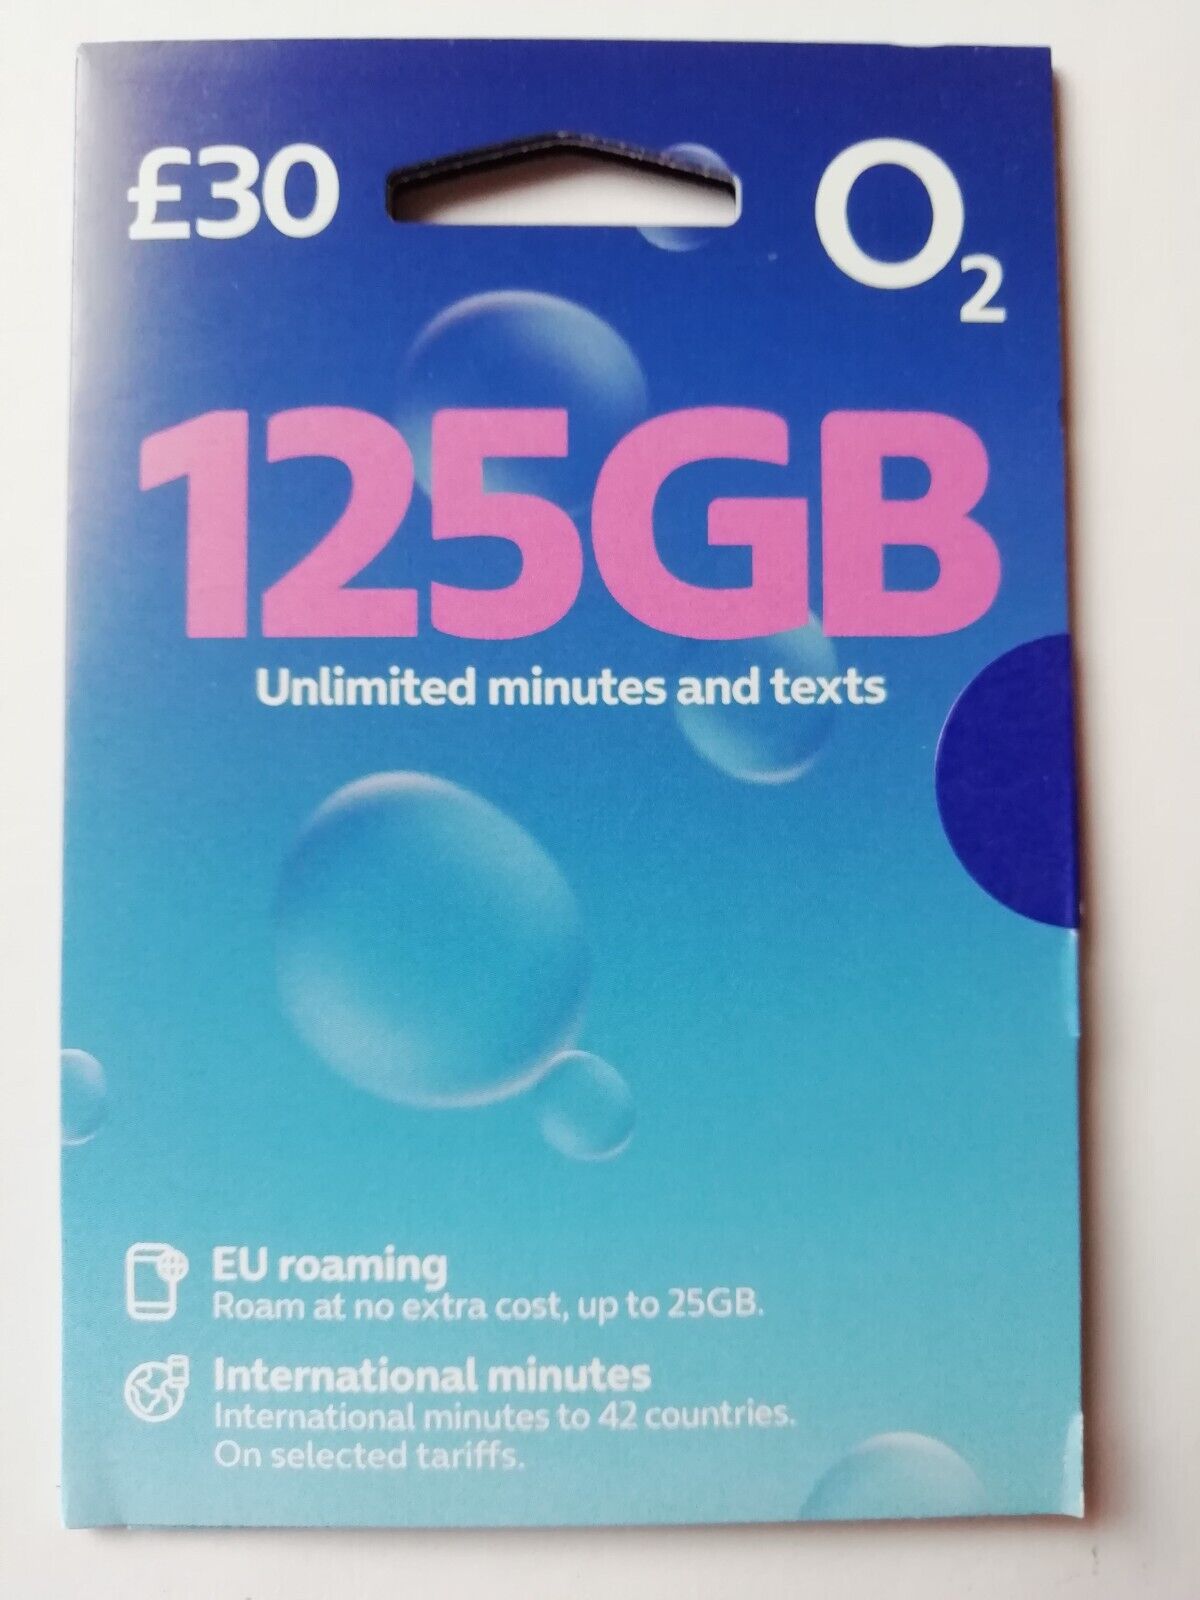 £30
O2
125GB
Unlimited minutes and texts
EU roaming
Roam at no extra cost, up to 25GB.
International minutes
International minutes to 42 countries.
On selected tariffs.